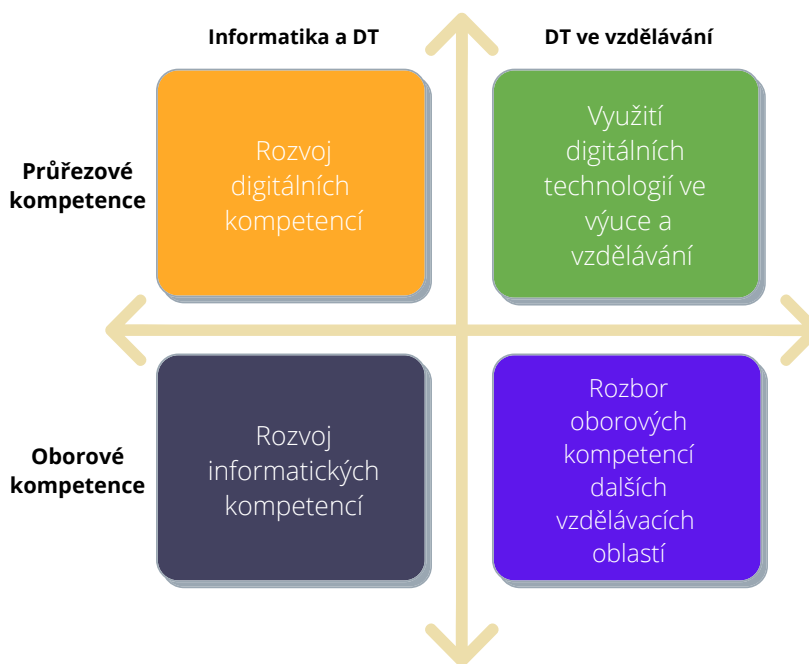 Informatika a DT
DT ve vzdělávání
Průřezové
kompetence
Rozvoj
digitálních
kompetencí
Využití
digitálních
technologií ve
výuce a
vzdělávání
Oborové
kompetence
Rozvoj
informatických
kompetencí
Rozbor
oborových
kompetencí
dalších
vzdělávacích
oblastí